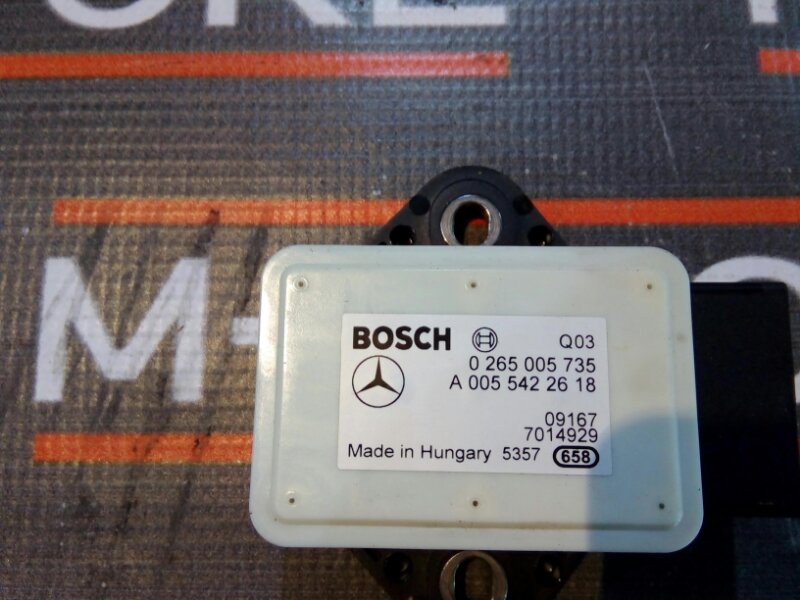 M-
BOSCH
Q03
0 265 005 735
A 005 542 26 18
09167
7014929
Made in Hungary 5357 658